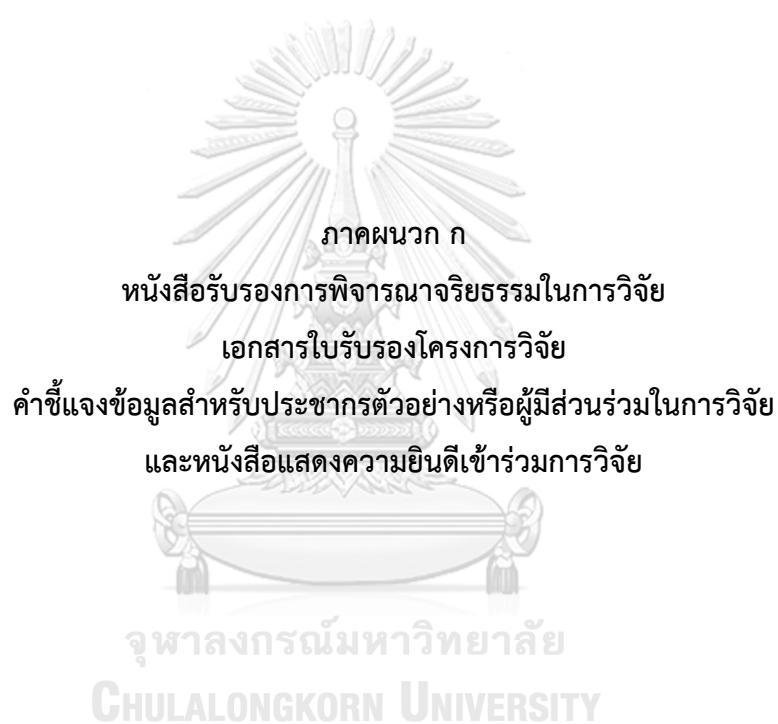 ภาคผนวก ก
หนังสือรับรองการพิจารณาจริยธรรมในการวิจัย
เอกสารใบรับรองโครงการวิจัย
คำชี้แจงข้อมูลสำหรับประชากรตัวอย่างหรือผู้มีส่วนร่วมในการวิจัย
และหนังสือแสดงความยินดีเข้าร่วมการวิจัย
จุฬาลงกรณ์มหาวิทยาลัย
CHULALONGKORN UNIVERSITY